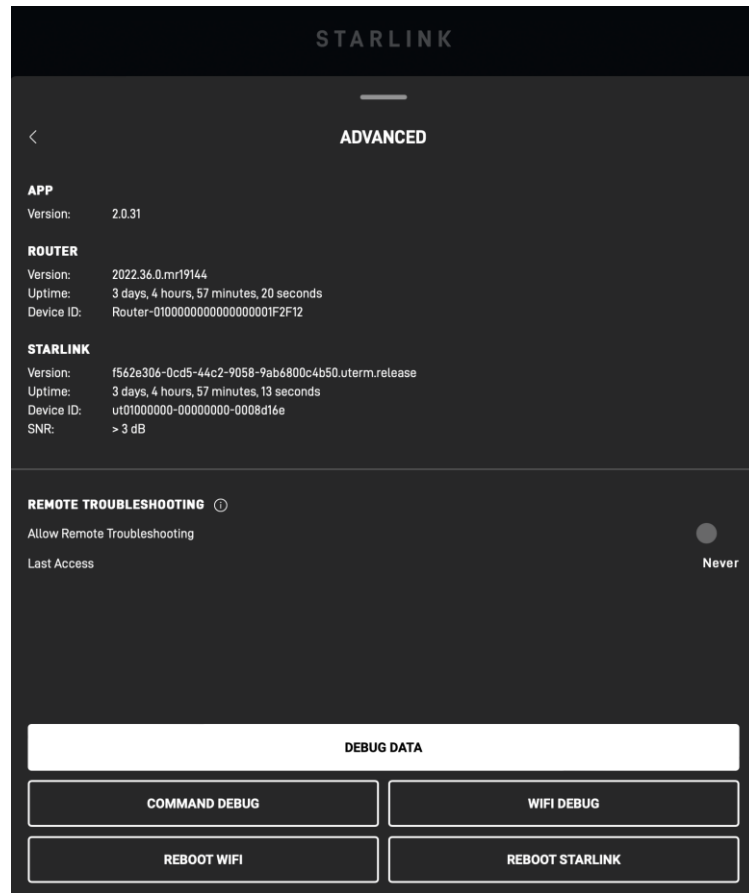 STARLINK
ADVANCED
APP
Version: 2.0.31
ROUTER
Version: 2022.36.0.mr19144
Uptime: 3 days, 4 hours, 57 minutes, 20 seconds
Device ID: Router-0100000000000000001F2F12
STARLINK
Version: f562e306-0cd5-44c2-9058-9ab6800c4b50.uterm.release
Uptime: 3 days, 4 hours, 57 minutes, 13 seconds
Device ID: ut01000000-00000000-0008d16e
SNR: > 3 dB
REMOTE TROUBLESHOOTING
Allow Remote Troubleshooting
Last Access Never
DEBUG DATA
COMMAND DEBUG WIFI DEBUG
REBOOT WIFI REBOOT STARLINK